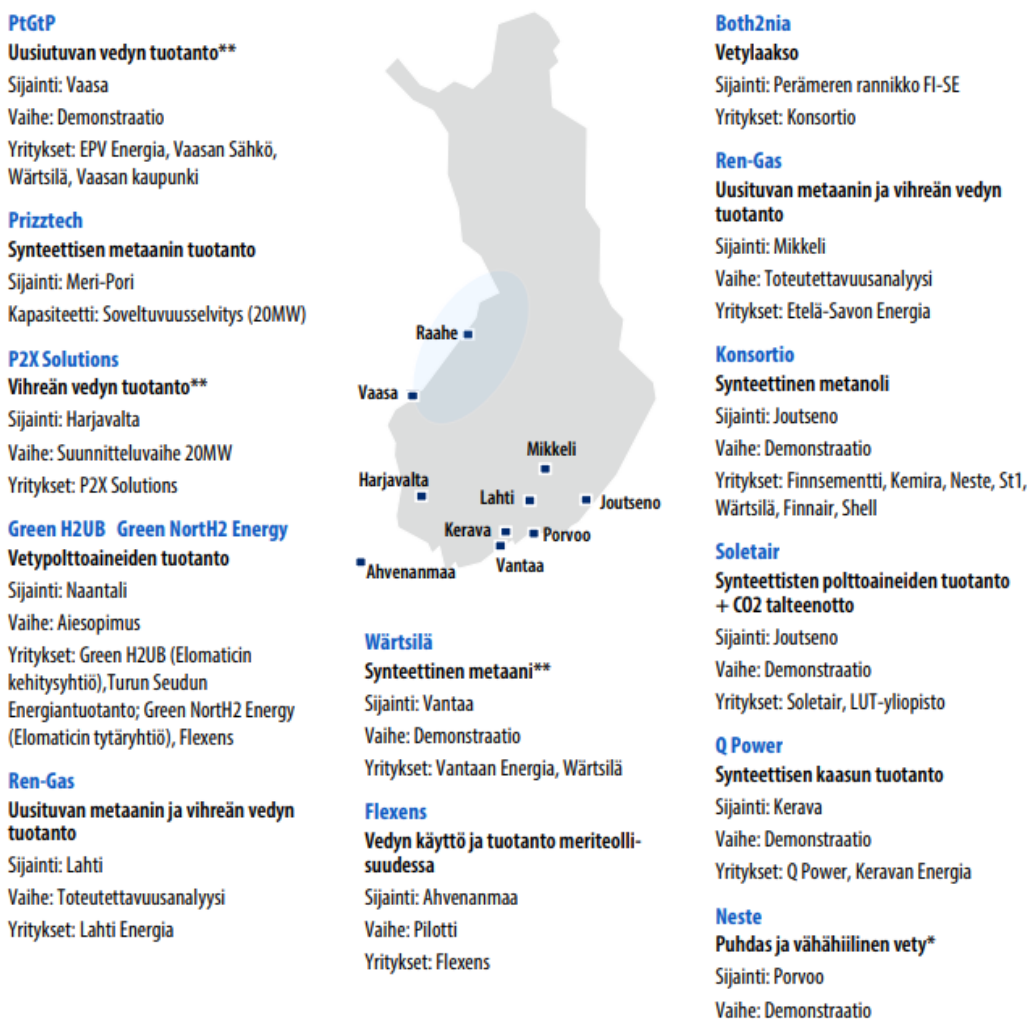 PtGtP
Uusiutuvan vedyn tuotanto**
Sijainti: Vaasa
Vaihe: Demonstraatio
Yritykset: EPV Energia, Vaasan Sähkö,
Wärtsilä, Vaasan kaupunki
Prizztech
Synteettisen metaanin tuotanto
Sijainti: Meri-Pori
Kapasiteetti: Soveltuvuusselvitys (20MW)
P2X Solutions
Vihreän vedyn tuotanto**
Sijainti: Harjavalta
Vaihe: Suunnitteluvaihe 20MW
Yritykset: P2X Solutions
Green H2UB Green NortH2 Energy
Vetypolttoaineiden tuotanto
Sijainti: Naantali
Vaihe: Aiesopimus
Yritykset: Green H2UB (Elomaticin
kehitysyhtiö),Turun Seudun
Energiantuotanto; Green NortH2 Energy
(Elomaticin tytäryhtiö), Flexens
Ren-Gas
Uusituvan metaanin ja vihreän vedyn
tuotanto
Sijainti: Lahti
Vaihe: Toteutettavuusanalyysi
Yritykset: Lahti Energia
Raahe
Vaasa
Mikkeli
Harjavalta
Lahti
Joutseno
Kerava
Porvoo
Vantaa
Ahvenanmaa
Wärtsilä
Synteettinen metaani**
Sijainti: Vantaa
Vaihe: Demonstraatio
Yritykset: Vantaan Energia, Wärtsilä
Flexens
Vedyn käyttö ja tuotanto meriteolli-
suudessa
Sijainti: Ahvenanmaa
Vaihe: Pilotti
Yritykset: Flexens
Both2nia
Vetylaakso
Sijainti: Perämeren rannikko FI-SE
Yritykset: Konsortio
Ren-Gas
Uusituvan metaanin ja vihreän vedyn
tuotanto
Sijainti: Mikkeli
Vaihe: Toteutettavuusanalyysi
Yritykset: Etelä-Savon Energia
Konsortio
Synteettinen metanoli
Sijainti: Joutseno
Vaihe: Demonstraatio
Yritykset: Finnsementti, Kemira, Neste, St1,
Wärtsilä, Finnair, Shell
Soletair
Synteettisten polttoaineiden tuotanto
+ CO2 talteenotto
Sijainti: Joutseno
Vaihe: Demonstraatio
Yritykset: Soletair, LUT-yliopisto
Q Power
Synteettisen kaasun tuotanto
Sijainti: Kerava
Vaihe: Demonstraatio
Yritykset: Q Power, Keravan Energia
Neste
Puhdas ja vähähiilinen vety*
Sijainti: Porvoo
Vaihe: Demonstraatio